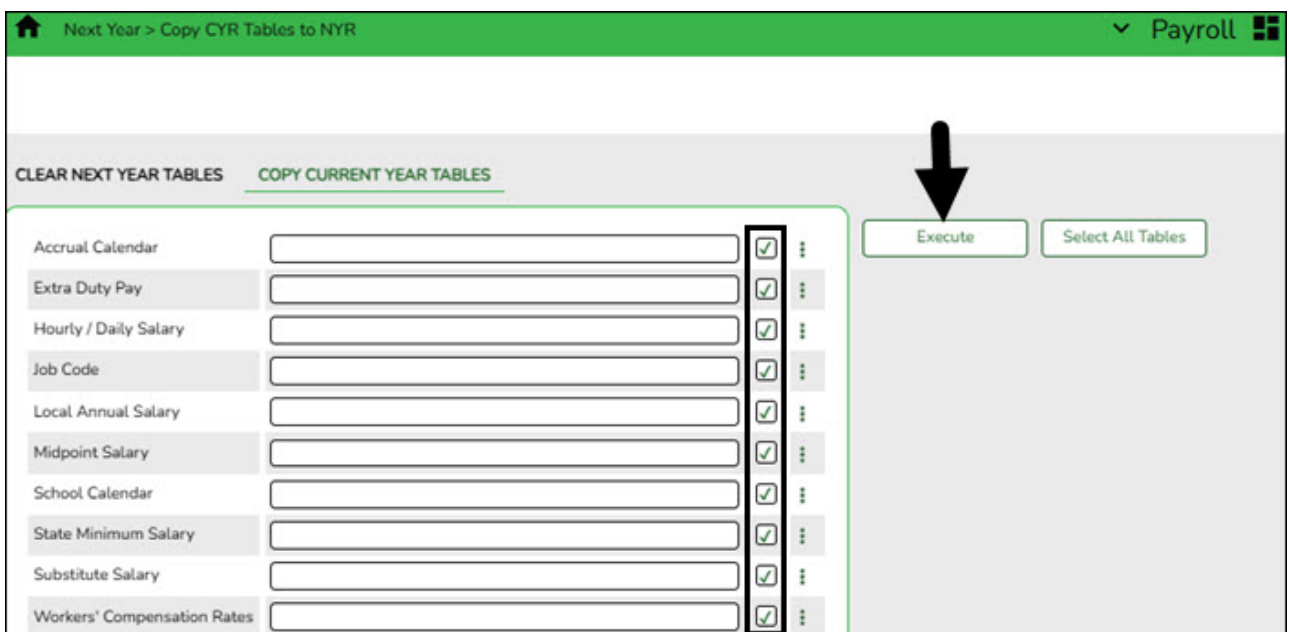 Next Year > Copy CYR Tables to NYR
Payroll
CLEAR NEXT YEAR TABLES
COPY CURRENT YEAR TABLES
Execute
Select All Tables
Accrual Calendar
Extra Duty Pay
Hourly / Daily Salary
Job Code
Local Annual Salary
Midpoint Salary
School Calendar
State Minimum Salary
Substitute Salary
Workers' Compensation Rates